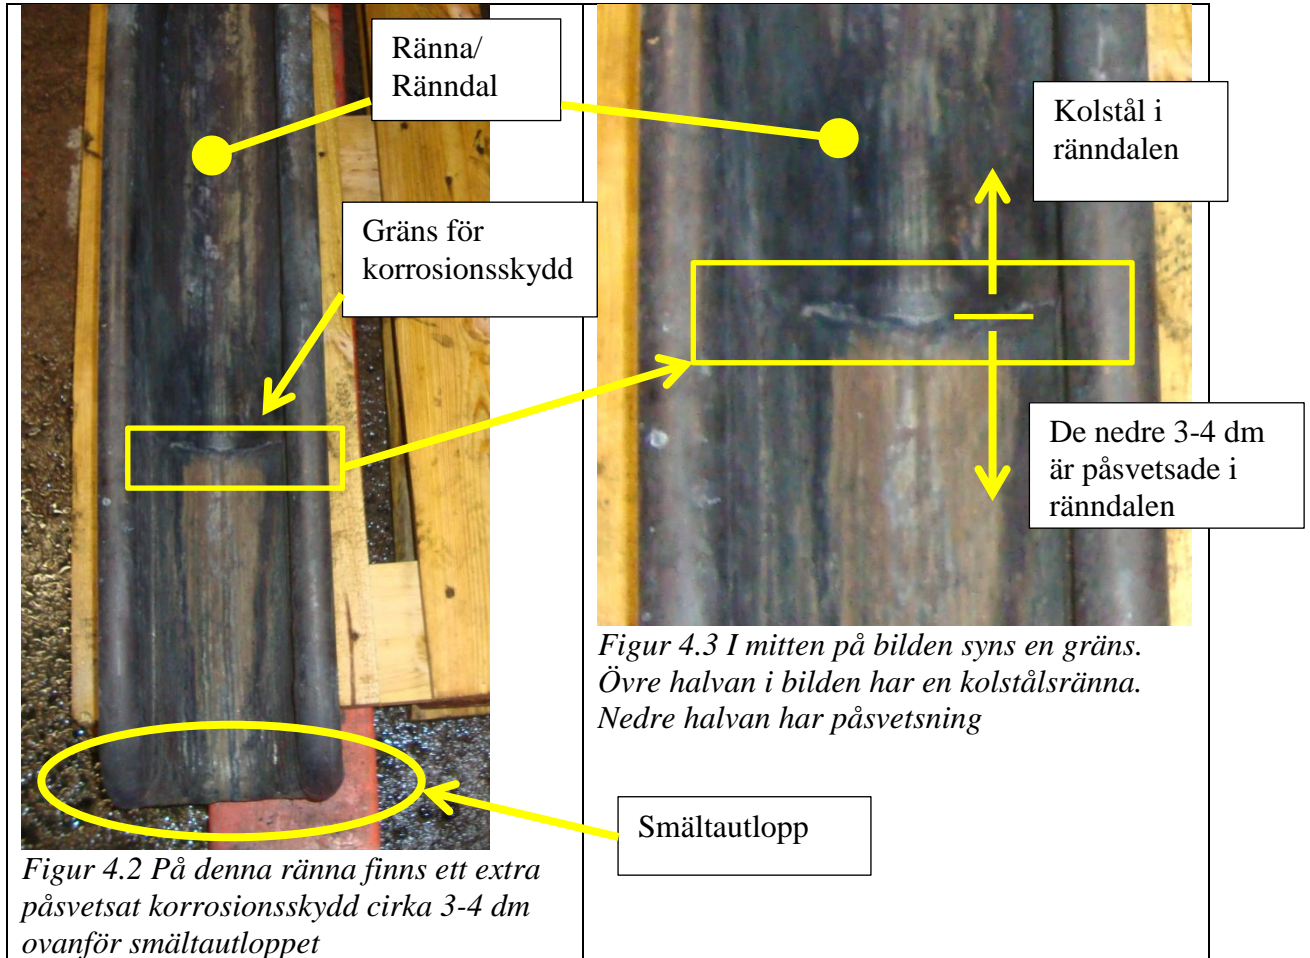 Ränna/
Ränndal
Gräns för
korrosionsskydd
Figur 4.2 På denna ränna finns ett extra
påsvetsat korrosionsskydd cirka 3-4 dm
ovanför smältautloppet
Kolstål i
ränndalen
De nedre 3-4 dm
är påsvetsade i
ränndalen
Figur 4.3 I mitten på bilden syns en gräns.
Övre halvan i bilden har en kolstålsränna.
Nedre halvan har påsvetsning
Smältautlopp